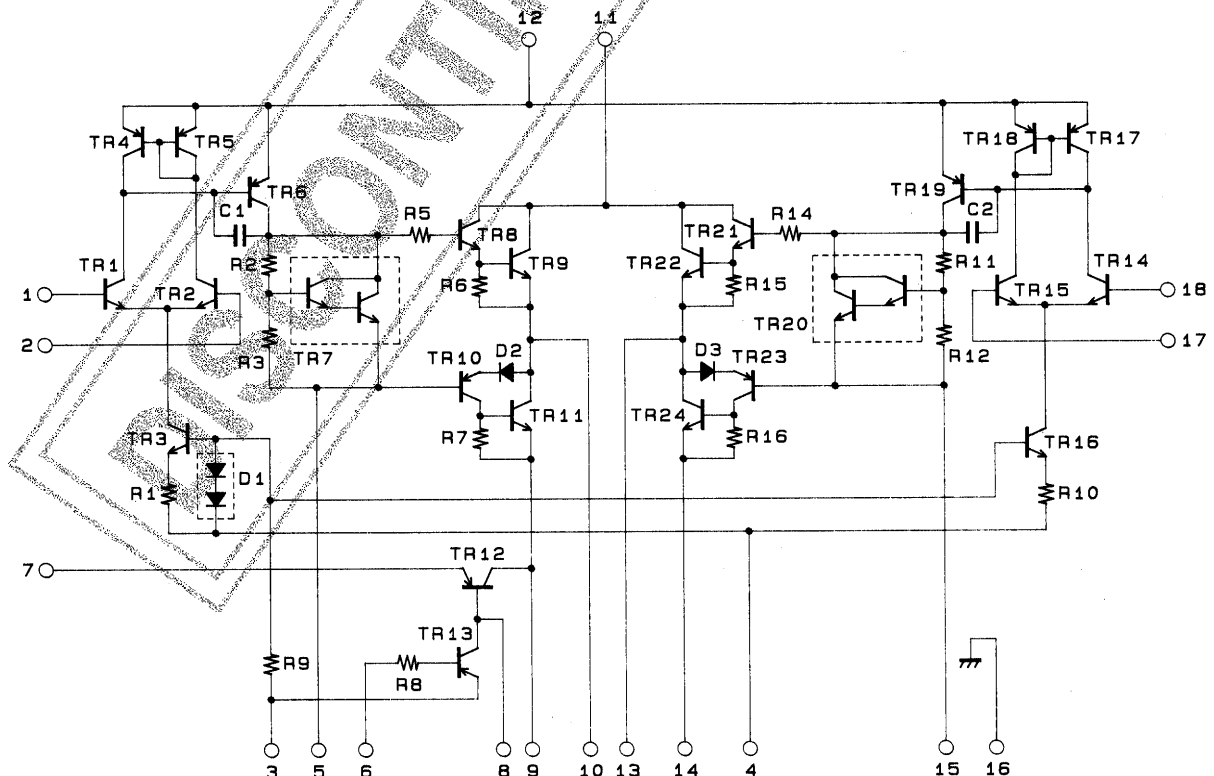 12 11
TR4 TR5 TR18 TR17
TR6 TR19
C1 C2
R5 R14
TR8 TR21
R2 R11
TR9 TR22
TR1 TR2 R6 R15 TR15 TR14
1 18
TR20
2 17
R3 TR7 R12
TR10 D2 D3 TR23
TR11 TR24
TR3 R7 R16 TR16
D1
R1 R10
TR12
7
TR13
R9
R8
3 5 6 8 9 10 13 14 4 15 16
DISCONTI